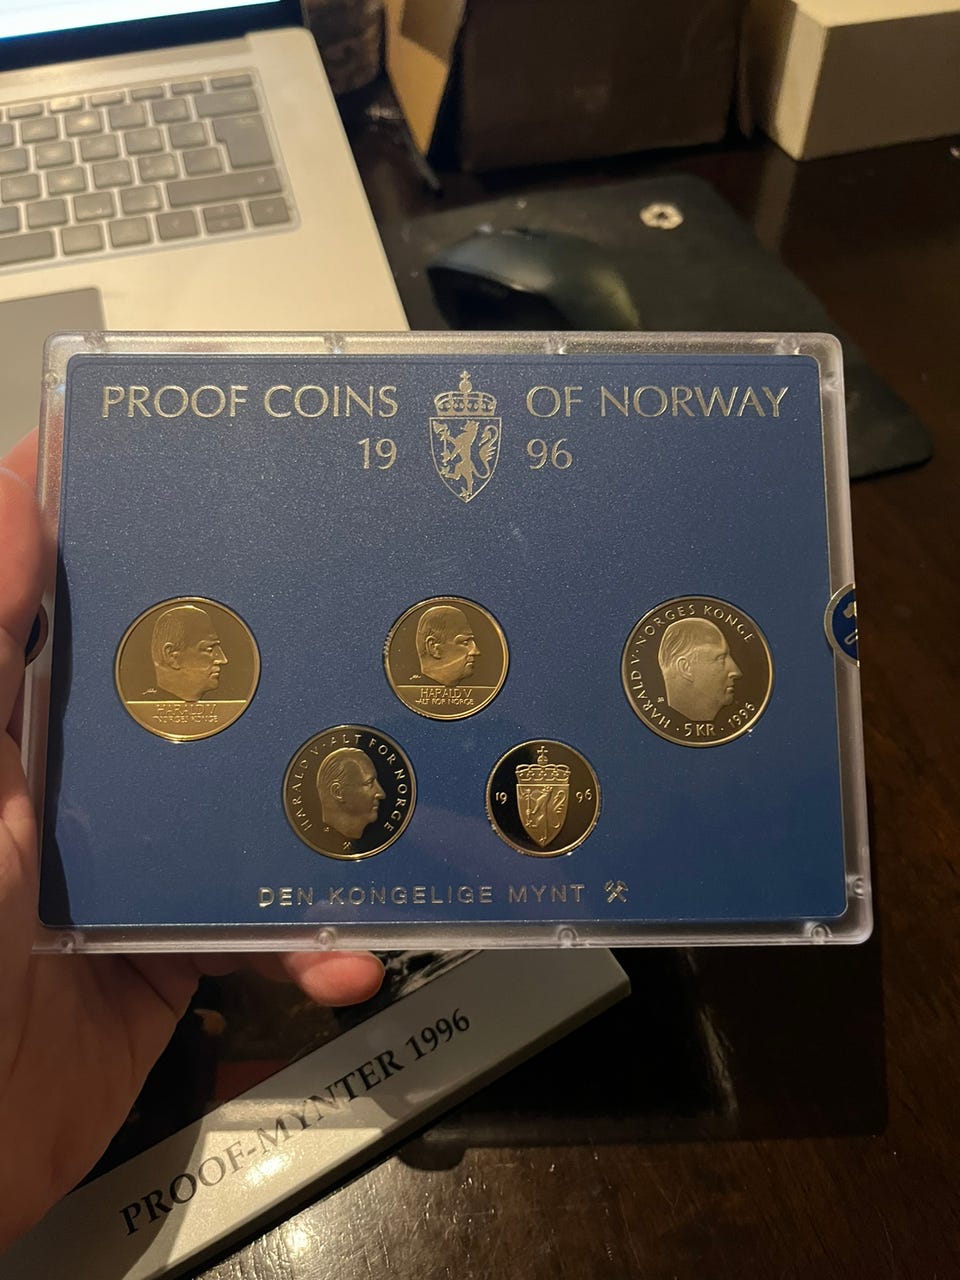 PROOF COINS OF NORWAY
19 96
HARALD V
NORGES KONGE
HARALD V
ALT FOR NORGE
HARALD V · NORGES KONGE
· 5 KR · 1996
HARALD V · ALT FOR NORGE
19 96
DEN KONGELIGE MYNT
PROOF-MYNTER 1996